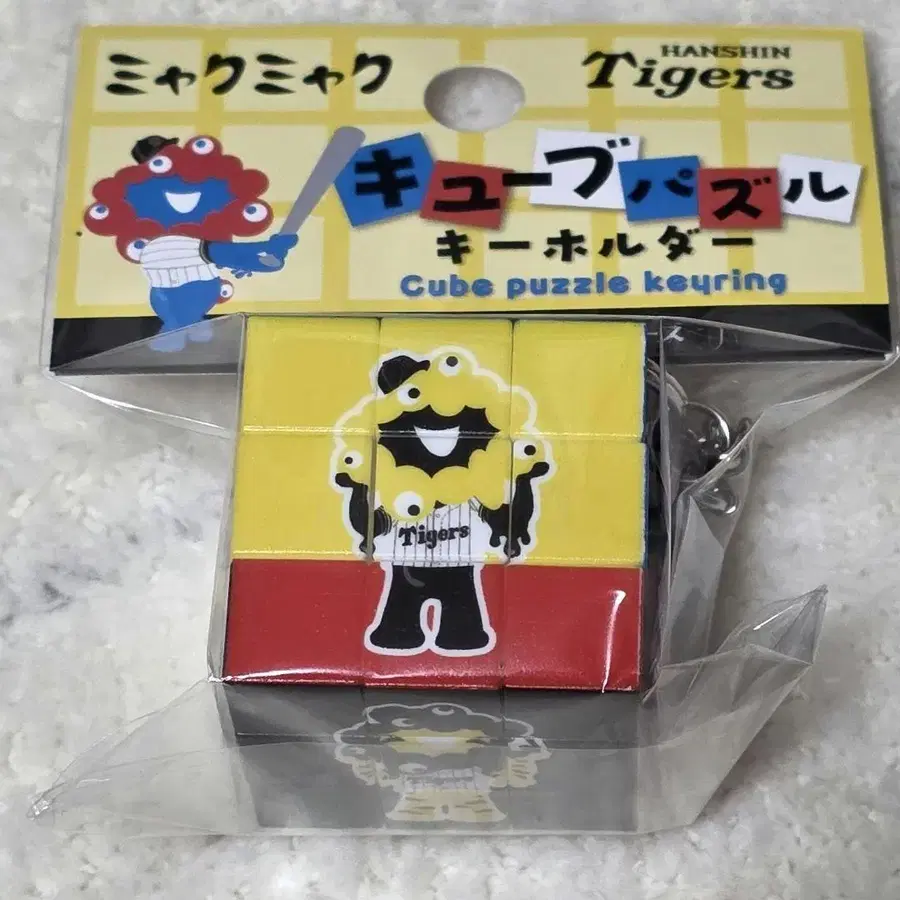 ミャクミャク
HANSHIN
Tigers
キューブパズル
キーホルダー
Cube puzzle keyring
Tigers